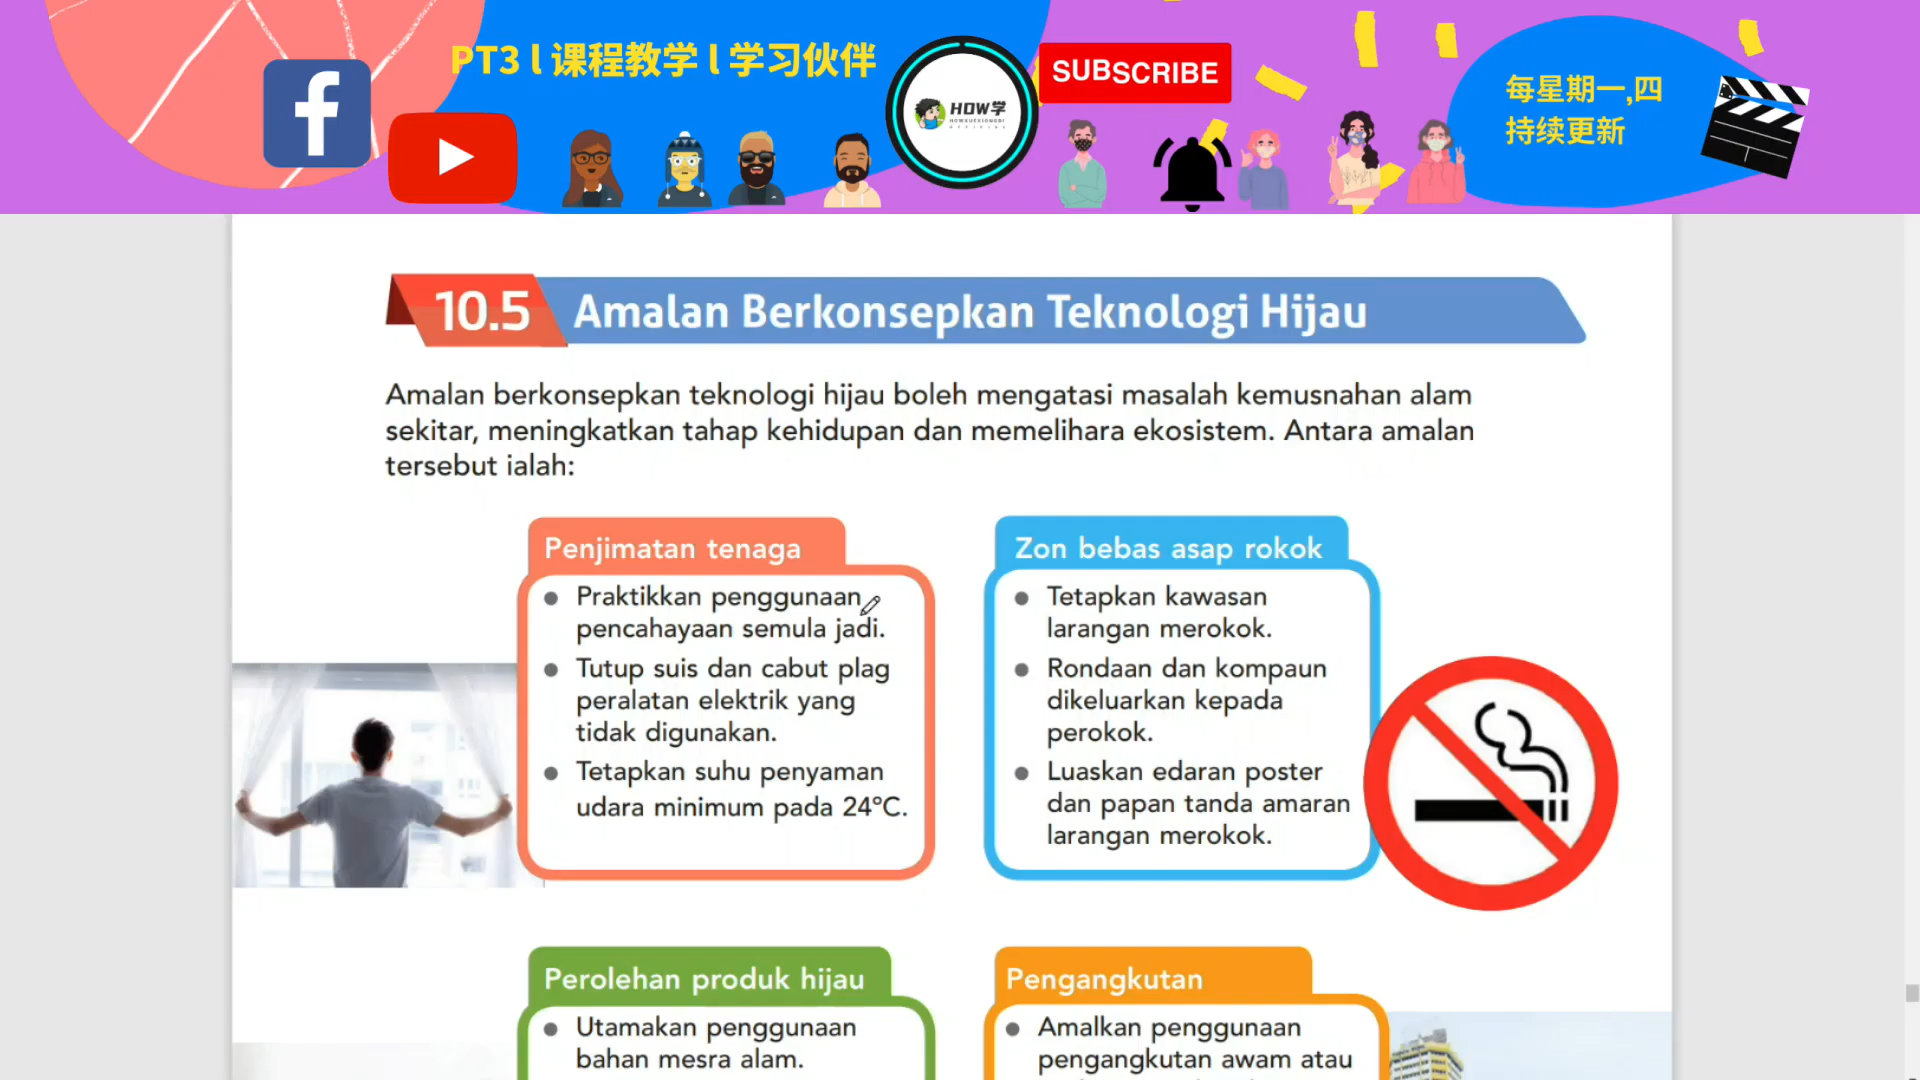 PT3 l 课程教学 l 学习伙伴
HOW学
SUBSCRIBE
每星期一,四
持续更新
10.5 Amalan Berkonsepkan Teknologi Hijau
Amalan berkonsepkan teknologi hijau boleh mengatasi masalah kemusnahan alam
sekitar, meningkatkan tahap kehidupan dan memelihara ekosistem. Antara amalan
tersebut ialah:
Penjimatan tenaga
● Praktikkan penggunaan
pencahayaan semula jadi.
● Tutup suis dan cabut plag
peralatan elektrik yang
tidak digunakan.
● Tetapkan suhu penyaman
udara minimum pada 24°C.
Zon bebas asap rokok
● Tetapkan kawasan
larangan merokok.
● Rondaan dan kompaun
dikeluarkan kepada
perokok.
● Luaskan edaran poster
dan papan tanda amaran
larangan merokok.
Perolehan produk hijau
● Utamakan penggunaan
bahan mesra alam.
Pengangkutan
● Amalkan penggunaan
pengangkutan awam atau